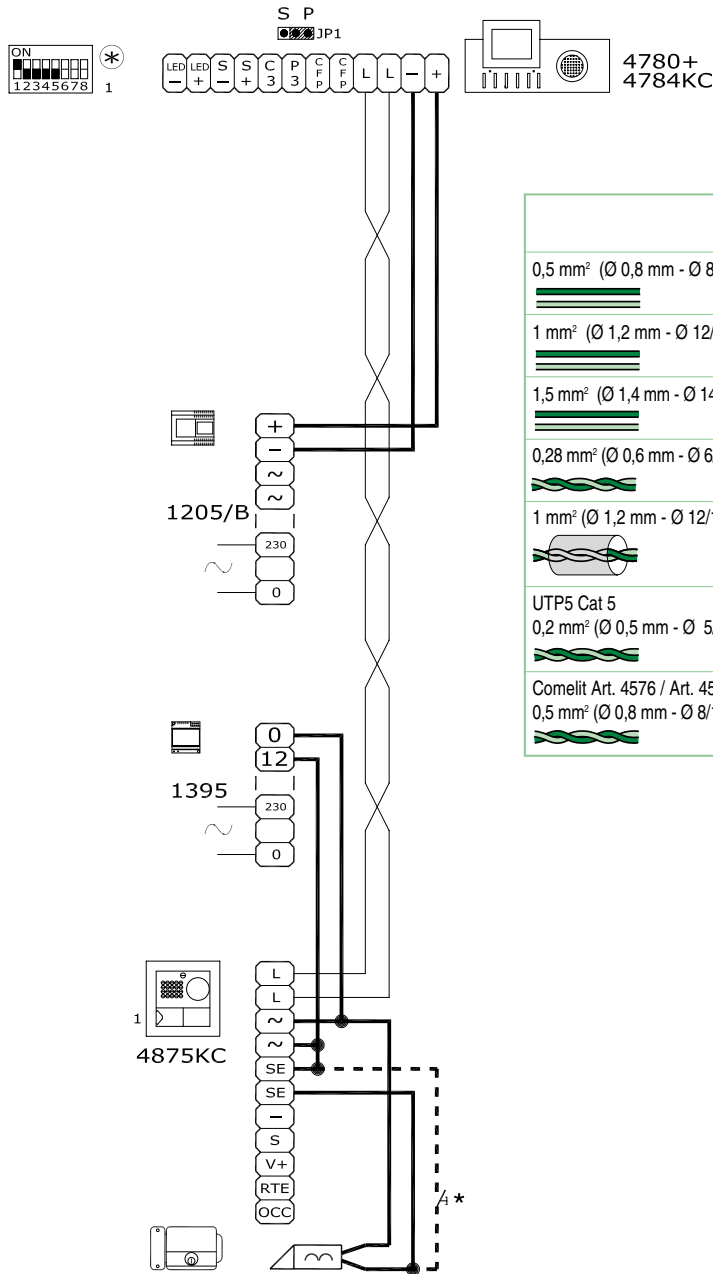 S P
JP1
ON
12345678
*
1
LED −
LED +
S −
S +
C 3
P 3
C F P
C F P
L
L
−
+
4780+
4784KC
0,5 mm² (Ø 0,8 mm - Ø 8
1 mm² (Ø 1,2 mm - Ø 12/
1,5 mm² (Ø 1,4 mm - Ø 14
0,28 mm² (Ø 0,6 mm - Ø 6
1 mm² (Ø 1,2 mm - Ø 12/1
UTP5 Cat 5
0,2 mm² (Ø 0,5 mm - Ø 5/
Comelit Art. 4576 / Art. 45
0,5 mm² (Ø 0,8 mm - Ø 8/1
+
−
~
~
1205/B
230
~
0
0
12
1395
230
~
0
L
L
~
~
SE
SE
−
S
V+
RTE
OCC
1
4875KC
*